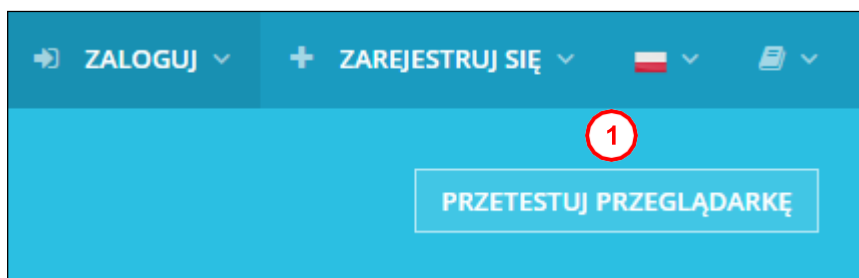 ZALOGUJ ZAREJESTRUJ SIĘ
1
PRZETESTUJ PRZEGLĄDARKĘ